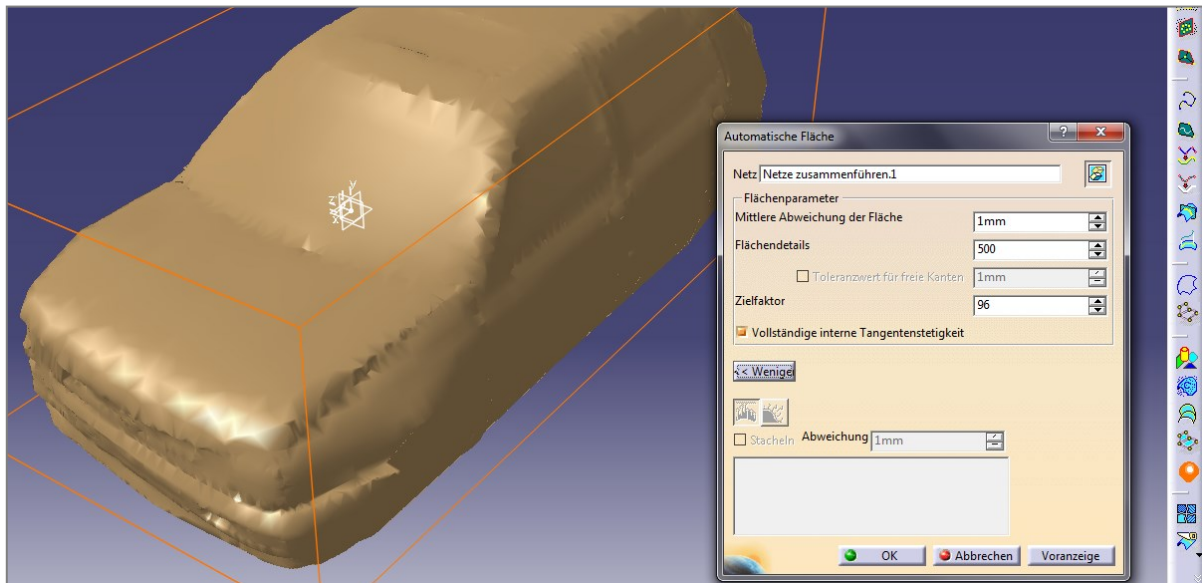 Automatische Fläche
Netz Netze zusammenführen.1
Flächenparameter
Mittlere Abweichung der Fläche 1mm
Flächendetails 500
Toleranzwert für freie Kanten 1mm
Zielfaktor 96
Vollständige interne Tangentenstetigkeit
<< Weniger
Stacheln Abweichung 1mm
OK Abbrechen Voranzeige